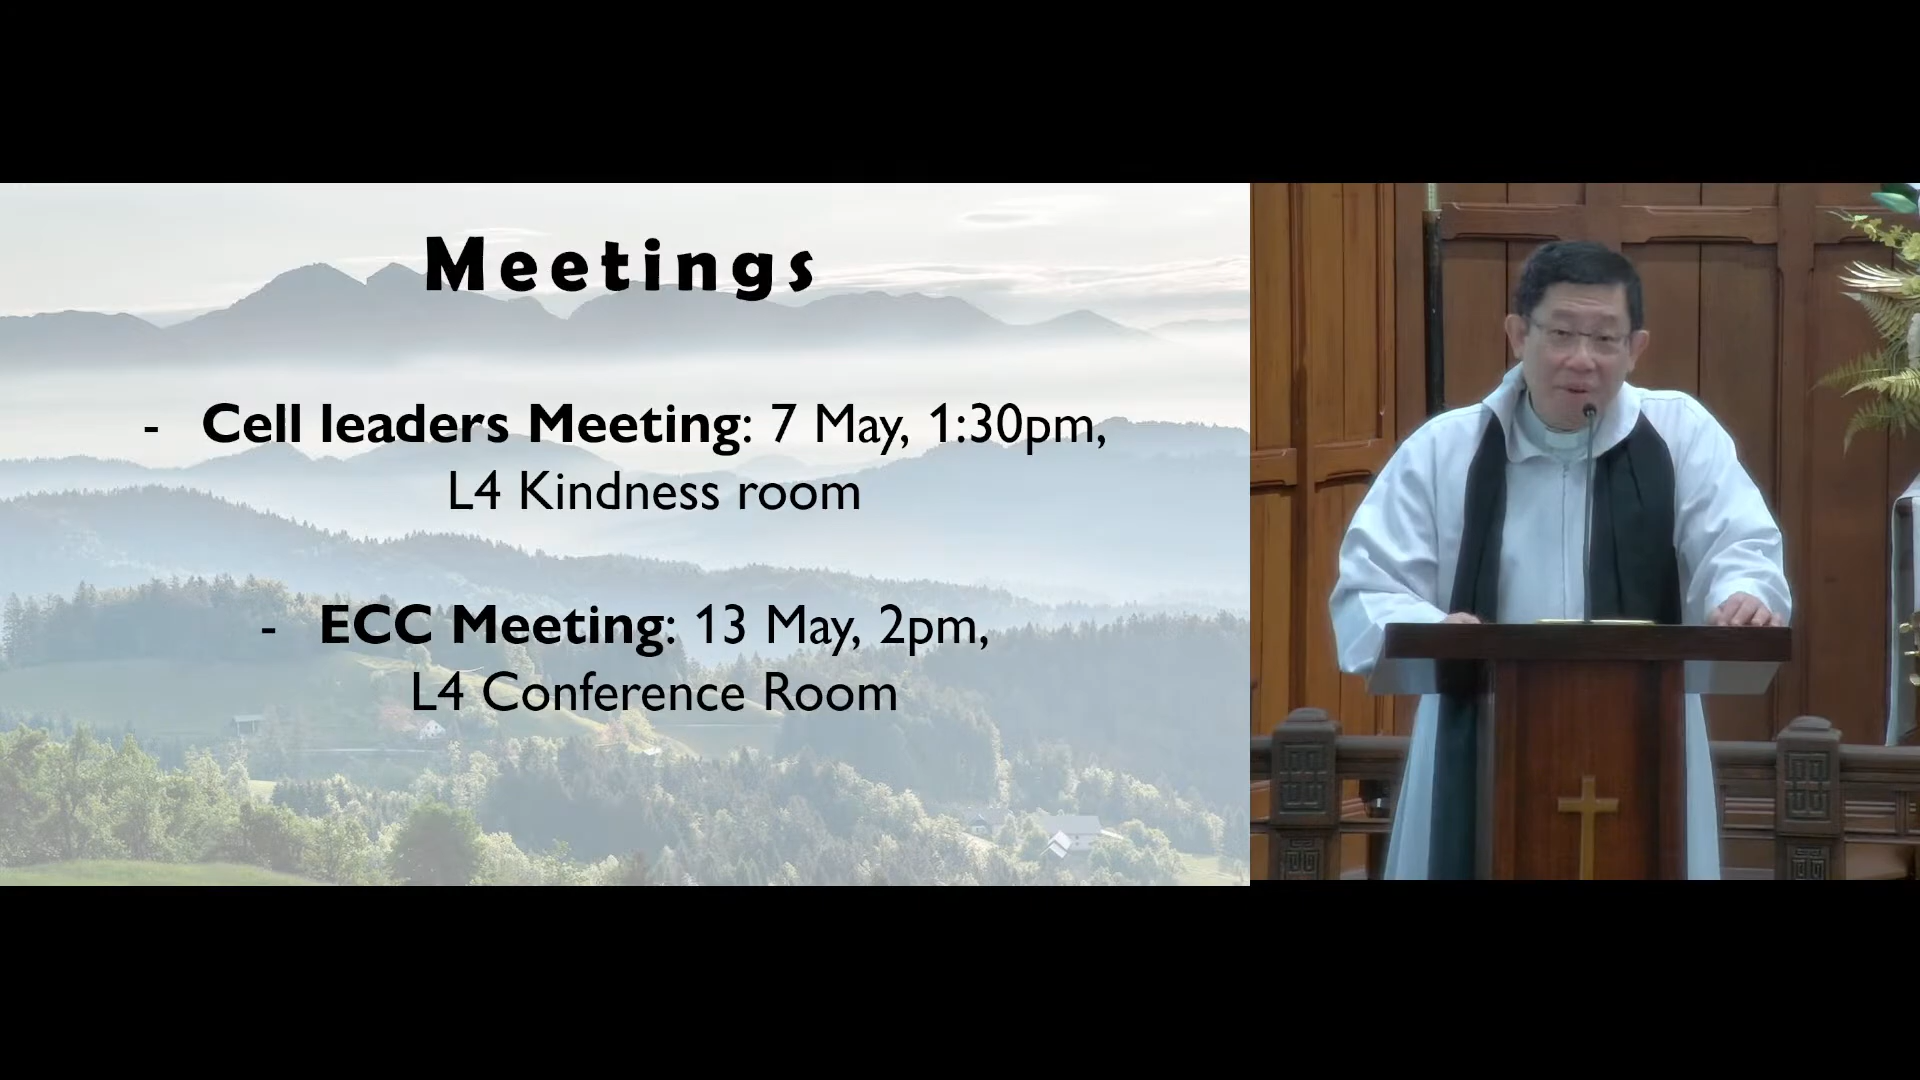 Meetings
- Cell leaders Meeting: 7 May, 1:30pm,
L4 Kindness room
- ECC Meeting: 13 May, 2pm,
L4 Conference Room